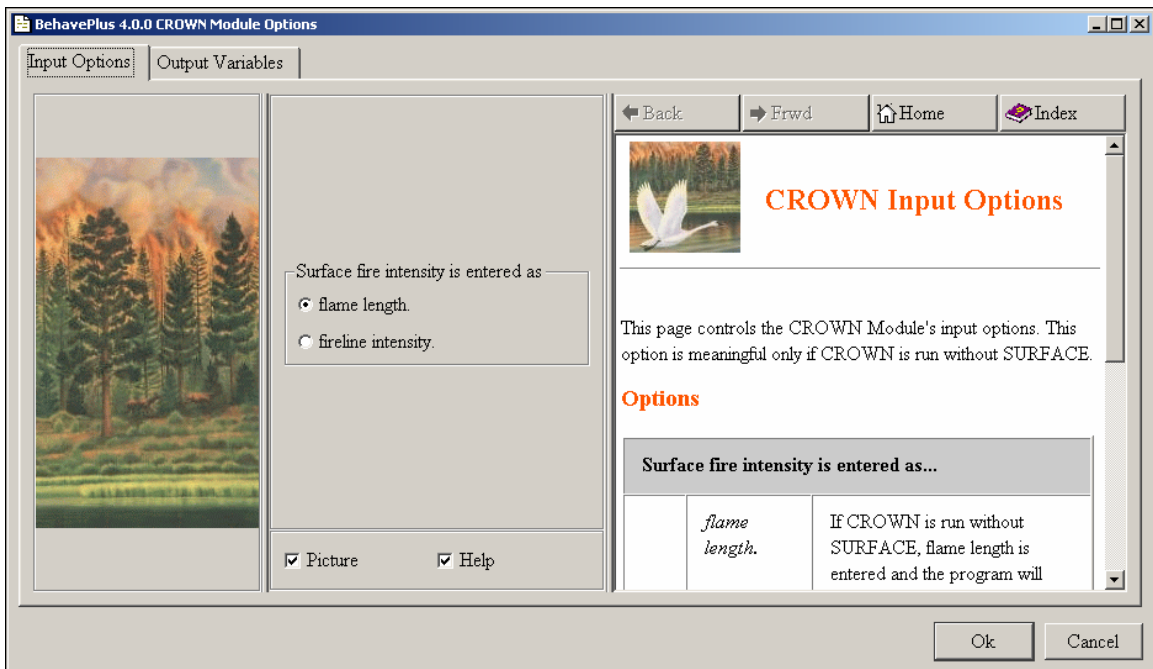 BehavePlus 4.0.0 CROWN Module Options
Input Options
Output Variables
Surface fire intensity is entered as
flame length.
fireline intensity.
Picture
Help
Back
Frwd
Home
Index
CROWN Input Options
This page controls the CROWN Module's input options. This
option is meaningful only if CROWN is run without SURFACE.
Options
Surface fire intensity is entered as...
flame
length.
If CROWN is run without
SURFACE, flame length is
entered and the program will
Ok
Cancel